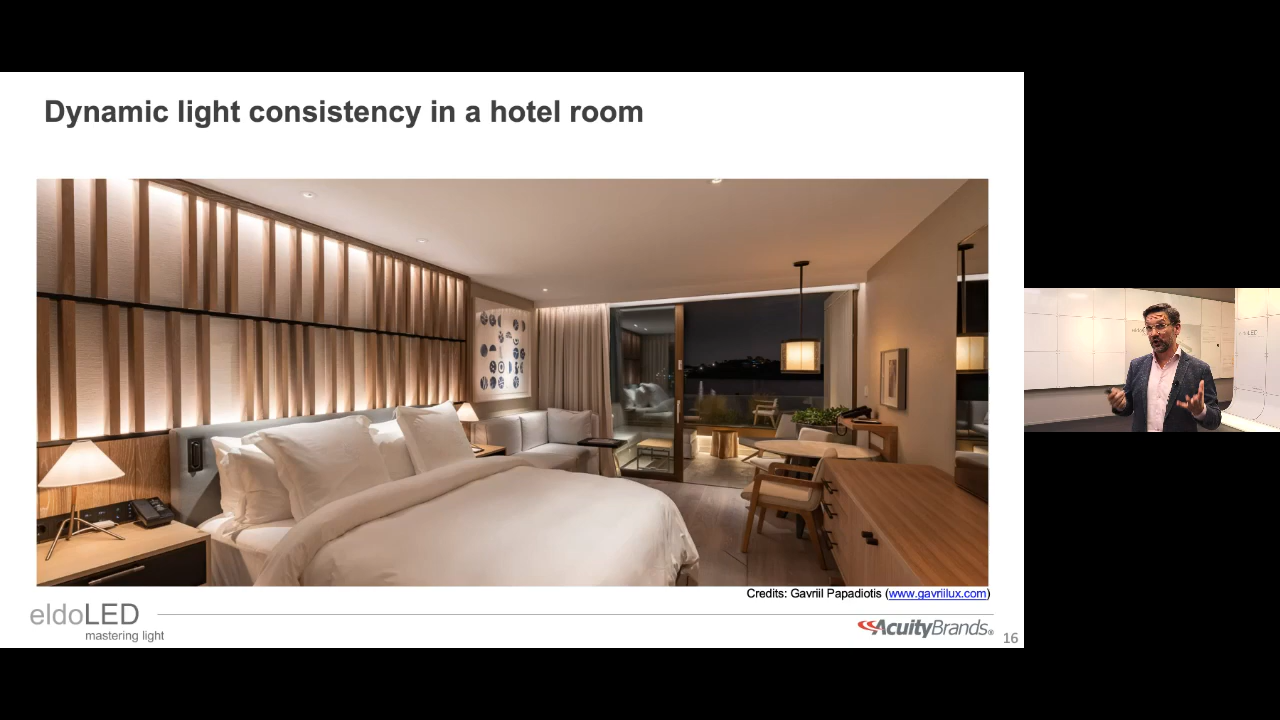 Dynamic light consistency in a hotel room
Credits: Gavriil Papadiotis (www.gavriilux.com)
eldoLED
mastering light
AcuityBrands®
16